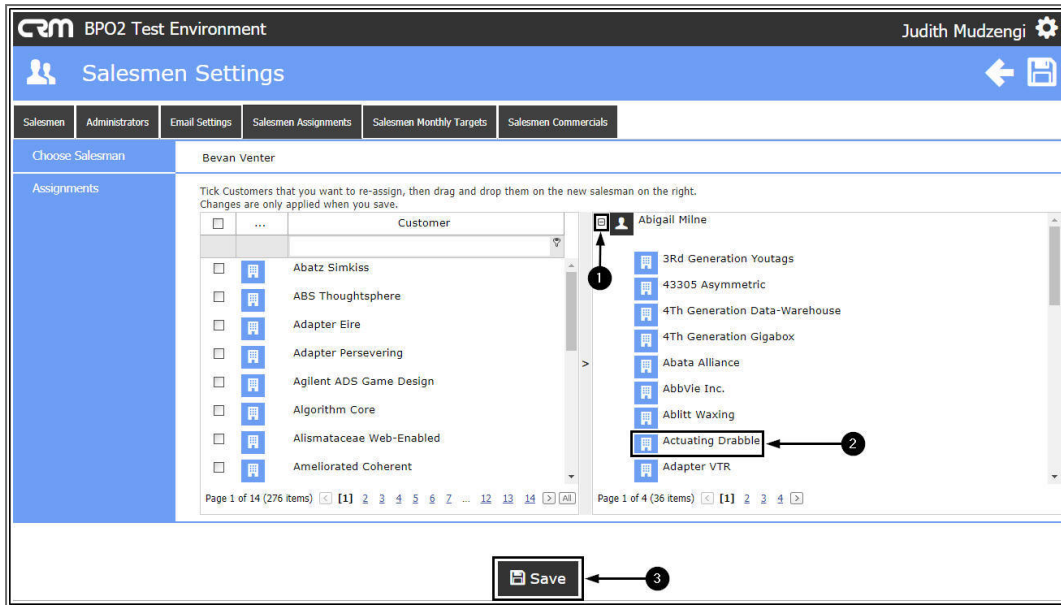 CRM BPO2 Test Environment Judith Mudzengi
Salesmen Settings
Salesmen Administrators Email Settings Salesmen Assignments Salesmen Monthly Targets Salesmen Commercials
Choose Salesman Bevan Venter
Assignments
Tick Customers that you want to re-assign, then drag and drop them on the new salesman on the right.
Changes are only applied when you save.
... Customer
Abatz Simkiss
ABS Thoughtsphere
Adapter Eire
Adapter Persevering
Agilent ADS Game Design
Algorithm Core
Alismataceae Web-Enabled
Ameliorated Coherent
Page 1 of 14 (276 items) < [1] 2 3 4 5 6 7 ... 12 13 14 > All
>
Abigail Milne
1
3Rd Generation Youtags
43305 Asymmetric
4Th Generation Data-Warehouse
4Th Generation Gigabox
Abata Alliance
AbbVie Inc.
Ablitt Waxing
Actuating Drabble 2
Adapter VTR
Page 1 of 4 (36 items) < [1] 2 3 4 >
Save 3